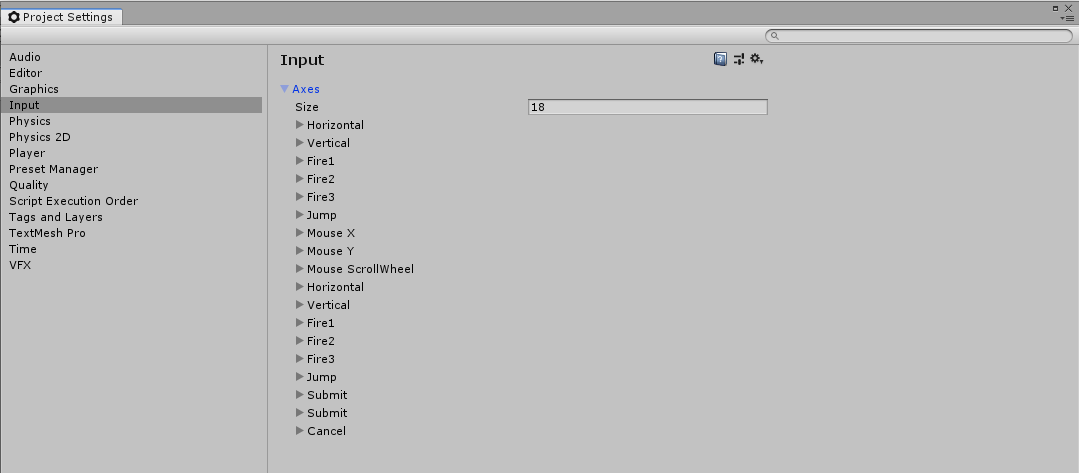 Project Settings
Audio
Editor
Graphics
Input
Physics
Physics 2D
Player
Preset Manager
Quality
Script Execution Order
Tags and Layers
TextMesh Pro
Time
VFX
Input
Axes
Size 18
Horizontal
Vertical
Fire1
Fire2
Fire3
Jump
Mouse X
Mouse Y
Mouse ScrollWheel
Horizontal
Vertical
Fire1
Fire2
Fire3
Jump
Submit
Submit
Cancel